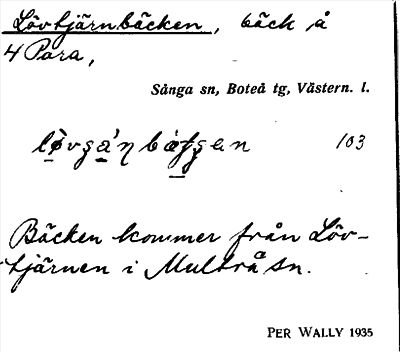 Lövtjärnbäcken, bäck å
4 Para,
Sånga sn, Boteå tg, Västern. l.
103
Bäcken kommer från Löv-
tjärnen i Multrå sn.
PER WALLY 1935